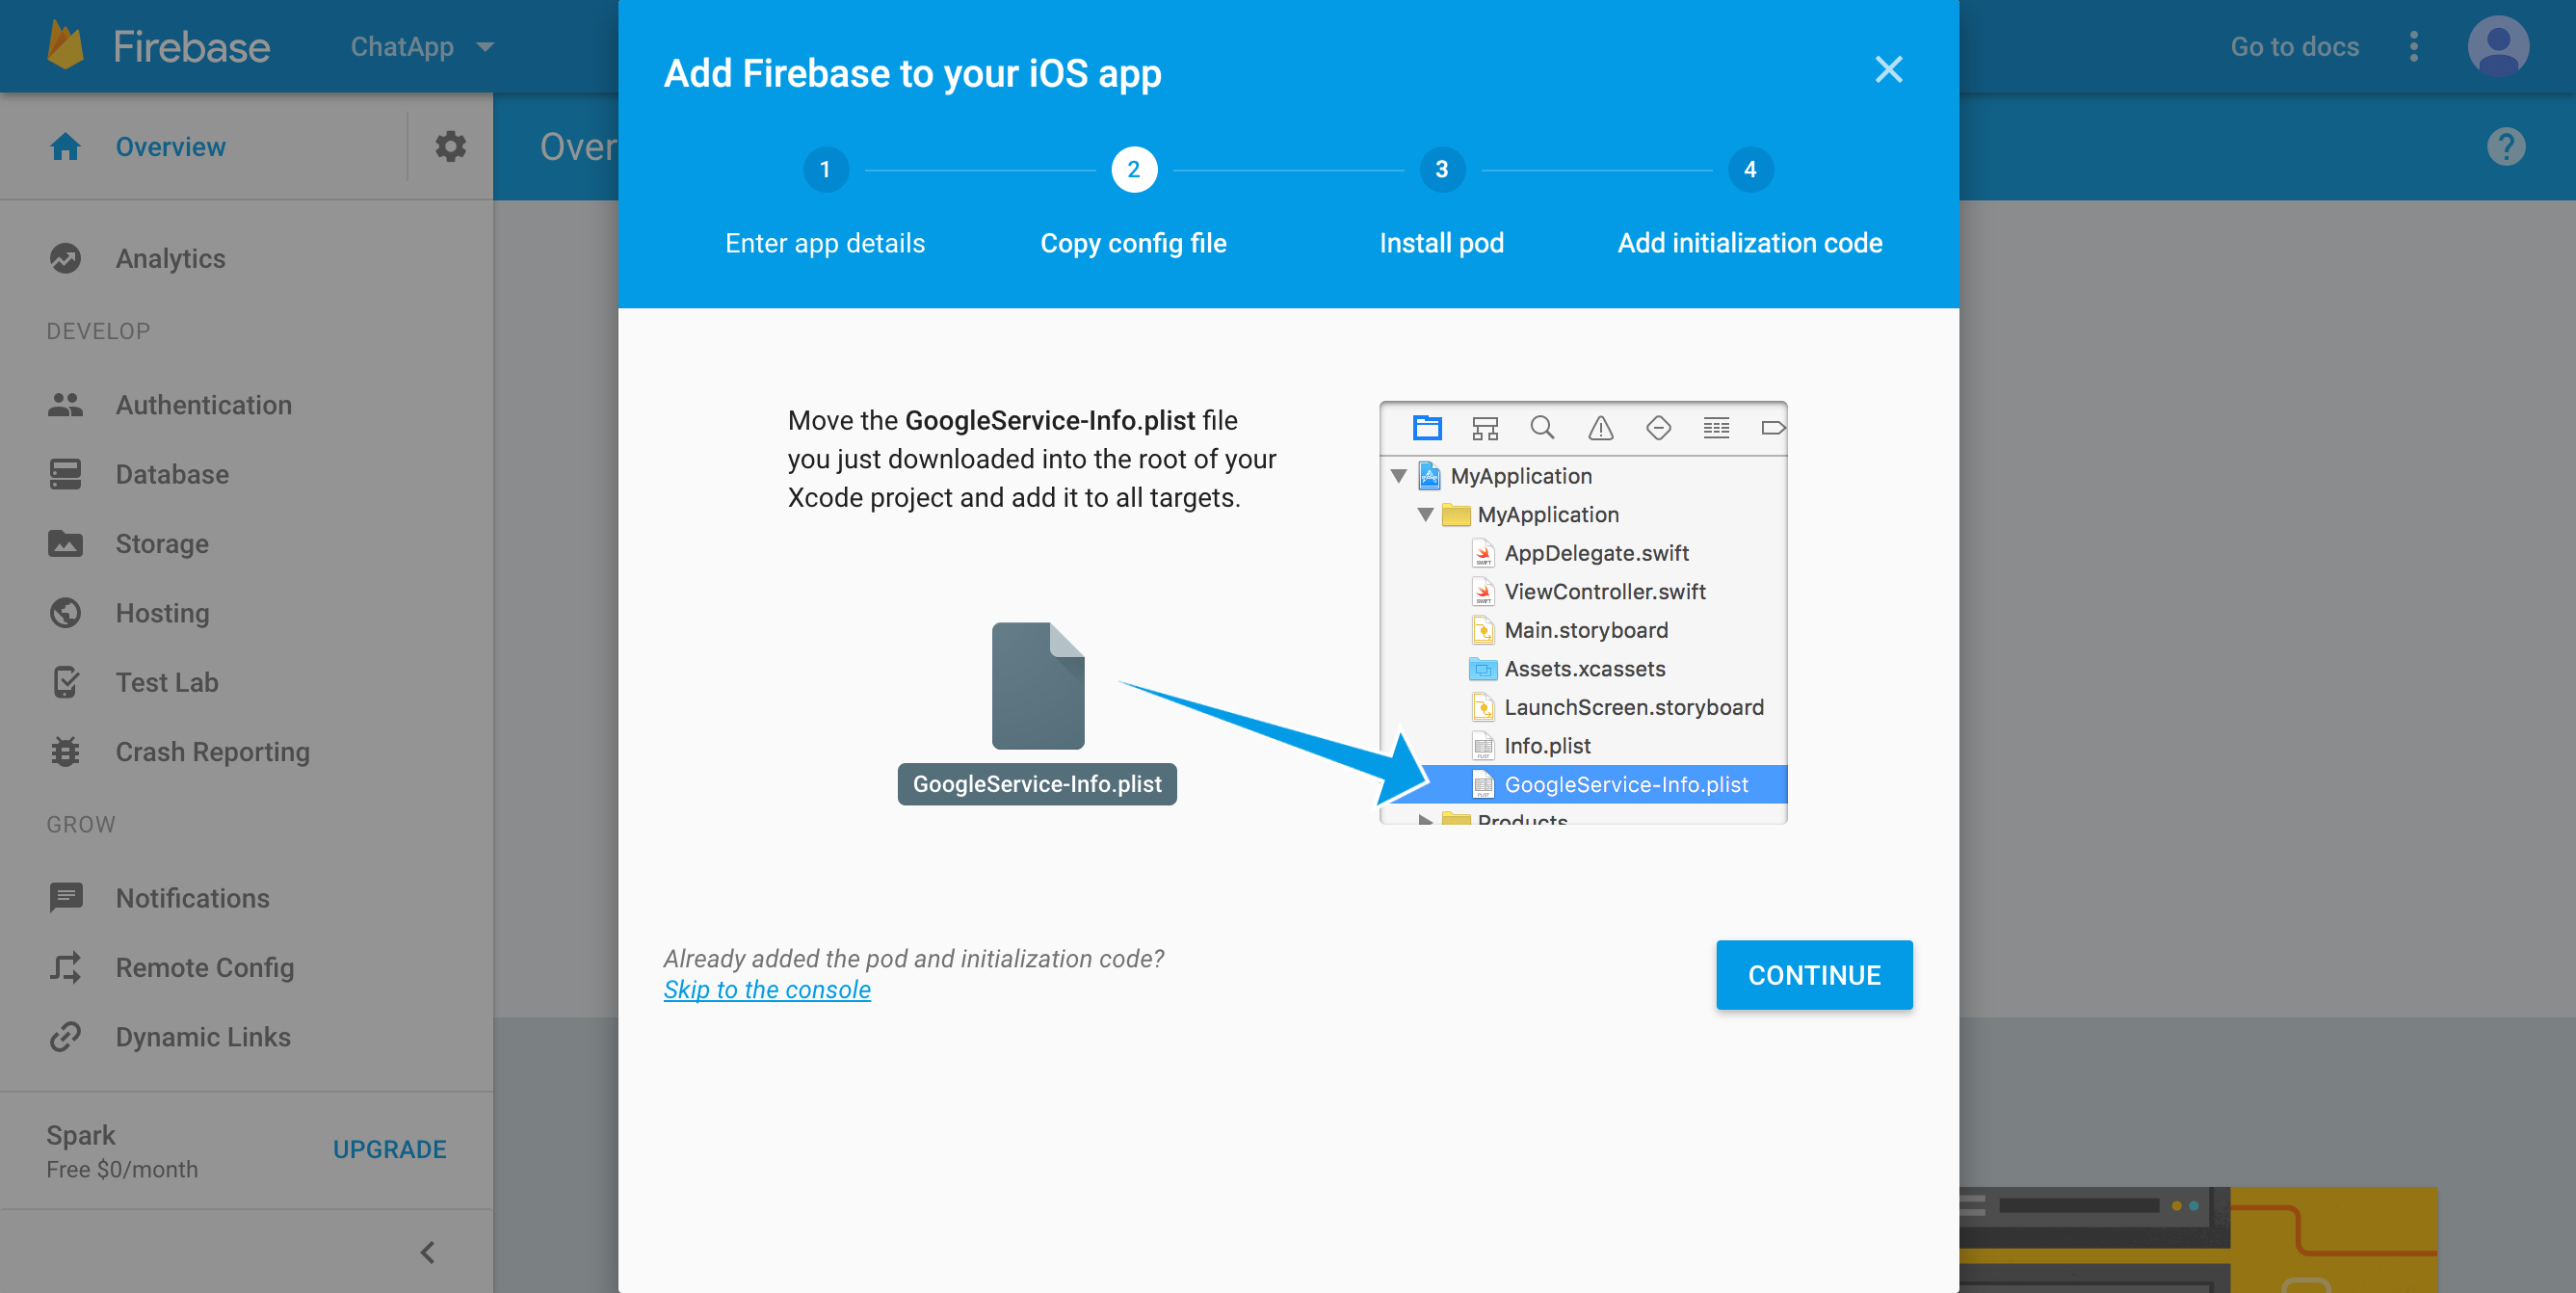 Firebase
ChatApp
Go to docs
Overview
Over
?
Analytics
DEVELOP
Authentication
Database
Storage
Hosting
Test Lab
Crash Reporting
GROW
Notifications
Remote Config
Dynamic Links
Spark
Free $0/month
UPGRADE
Add Firebase to your iOS app
1
2
3
4
Enter app details
Copy config file
Install pod
Add initialization code
Move the GoogleService-Info.plist file
you just downloaded into the root of your
Xcode project and add it to all targets.
GoogleService-Info.plist
MyApplication
MyApplication
AppDelegate.swift
ViewController.swift
Main.storyboard
Assets.xcassets
LaunchScreen.storyboard
Info.plist
GoogleService-Info.plist
Products
Already added the pod and initialization code?
Skip to the console
CONTINUE